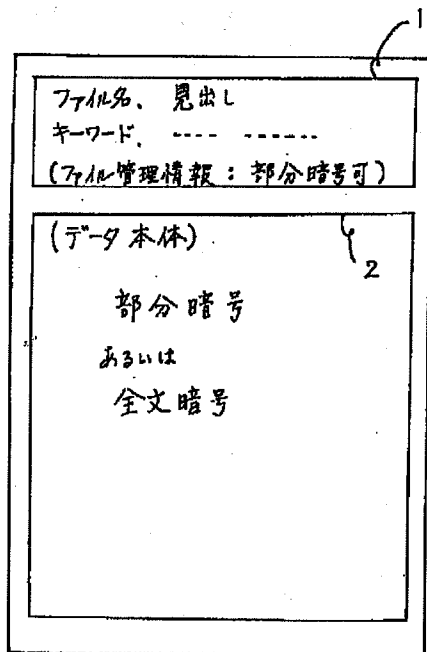 1
ファイル名、見出し
キーワード、---- ------
(ファイル管理情報:部分暗号可)
(データ本体)
2
部分暗号
あるいは
全文暗号